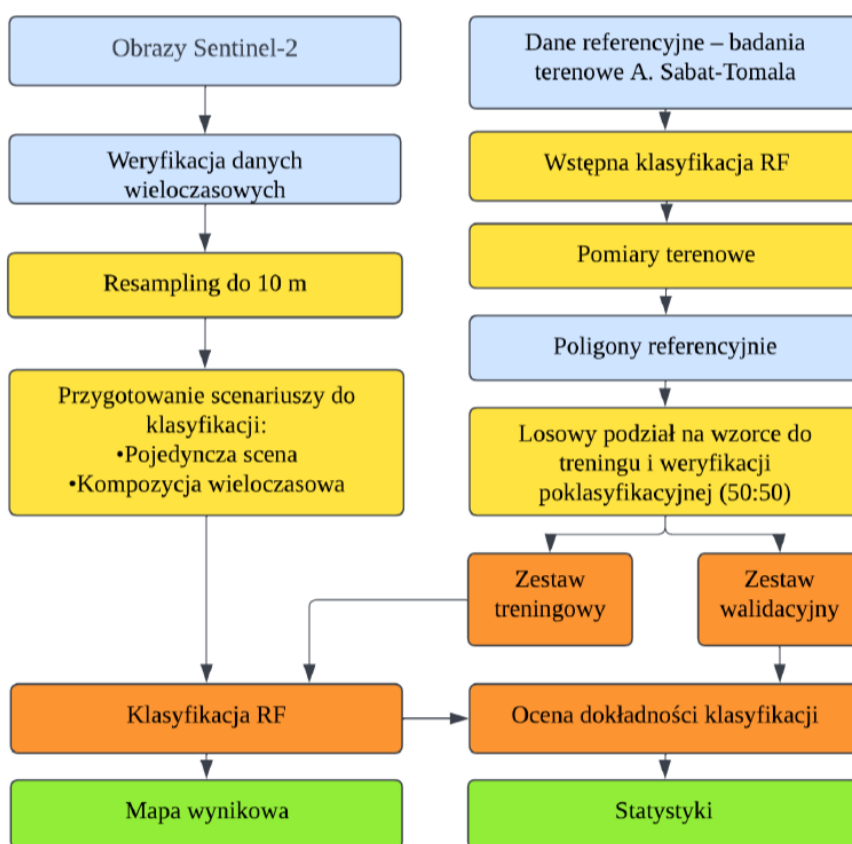 Obrazy Sentinel-2
Weryfikacja danych
wieloczasowych
Resampling do 10 m
Przygotowanie scenariuszy do
klasyfikacji:
•Pojedyncza scena
•Kompozycja wieloczasowa
Klasyfikacja RF
Mapa wynikowa
Dane referencyjne – badania
terenowe A. Sabat-Tomala
Wstępna klasyfikacja RF
Pomiary terenowe
Poligony referencyjnie
Losowy podział na wzorce do
treningu i weryfikacji
poklasyfikacyjnej (50:50)
Zestaw
treningowy
Zestaw
walidacyjny
Ocena dokładności klasyfikacji
Statystyki